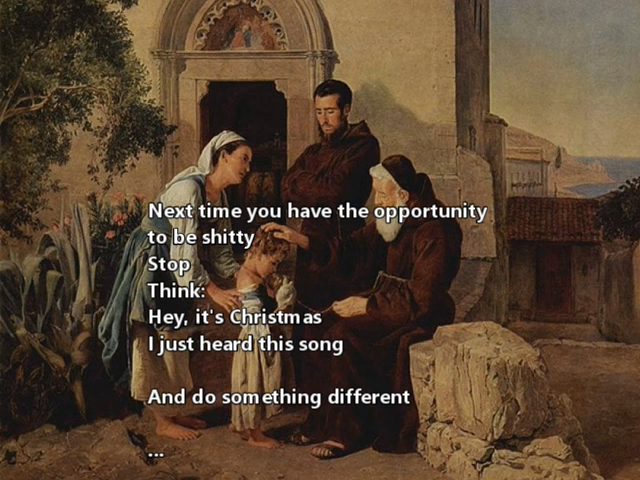 Next time you have the opportunity
to be shitty
Stop
Think:
Hey, it's Christmas
I just heard this song
And do something different
...